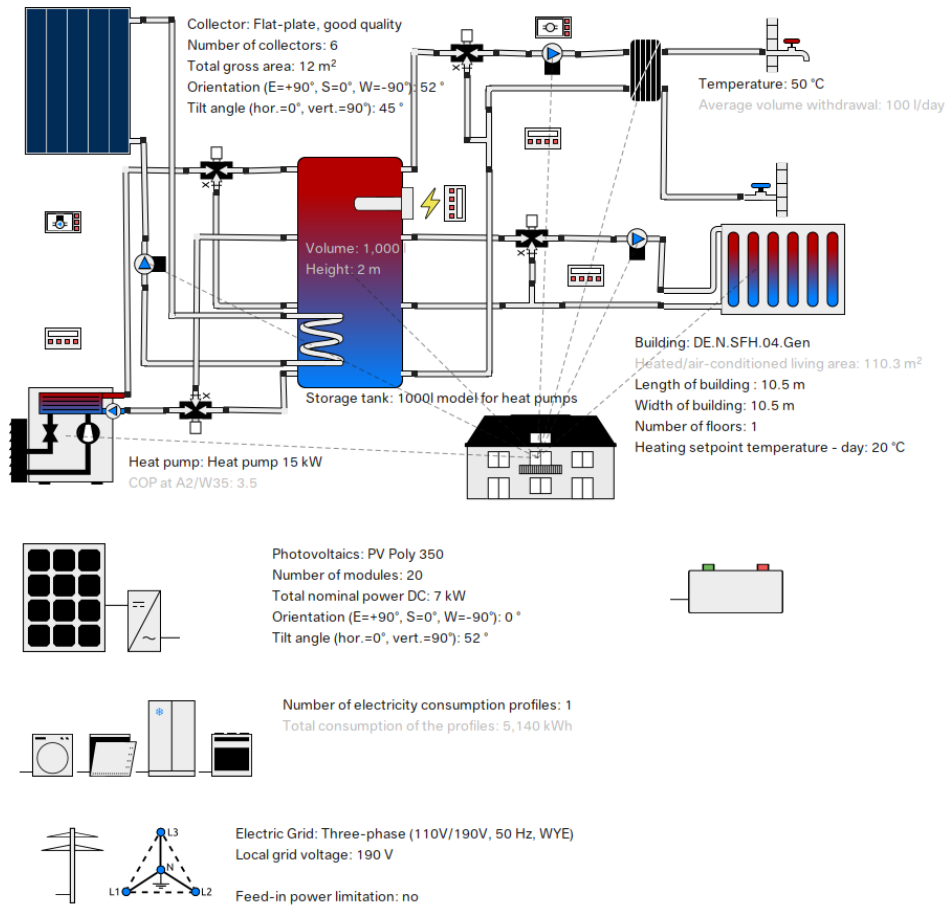 Collector: Flat-plate, good quality
Number of collectors: 6
Total gross area: 12 m²
Orientation (E=+90°, S=0°, W=-90°): 52 °
Tilt angle (hor.=0°, vert.=90°): 45 °
Temperature: 50 °C
Average volume withdrawal: 100 l/day
X
X
Volume: 1,000
Height: 2 m
X
Building: DE.N.SFH.04.Gen
Heated/air-conditioned living area: 110.3 m²
Length of building : 10.5 m
Width of building: 10.5 m
Number of floors: 1
Heating setpoint temperature - day: 20 °C
X
Storage tank: 1000l model for heat pumps
Heat pump: Heat pump 15 kW
COP at A2/W35: 3.5
Photovoltaics: PV Poly 350
Number of modules: 20
Total nominal power DC: 7 kW
Orientation (E=+90°, S=0°, W=-90°): 0 °
Tilt angle (hor.=0°, vert.=90°): 52 °
Number of electricity consumption profiles: 1
Total consumption of the profiles: 5,140 kWh
L3
N
L1
L2
Electric Grid: Three-phase (110V/190V, 50 Hz, WYE)
Local grid voltage: 190 V
Feed-in power limitation: no